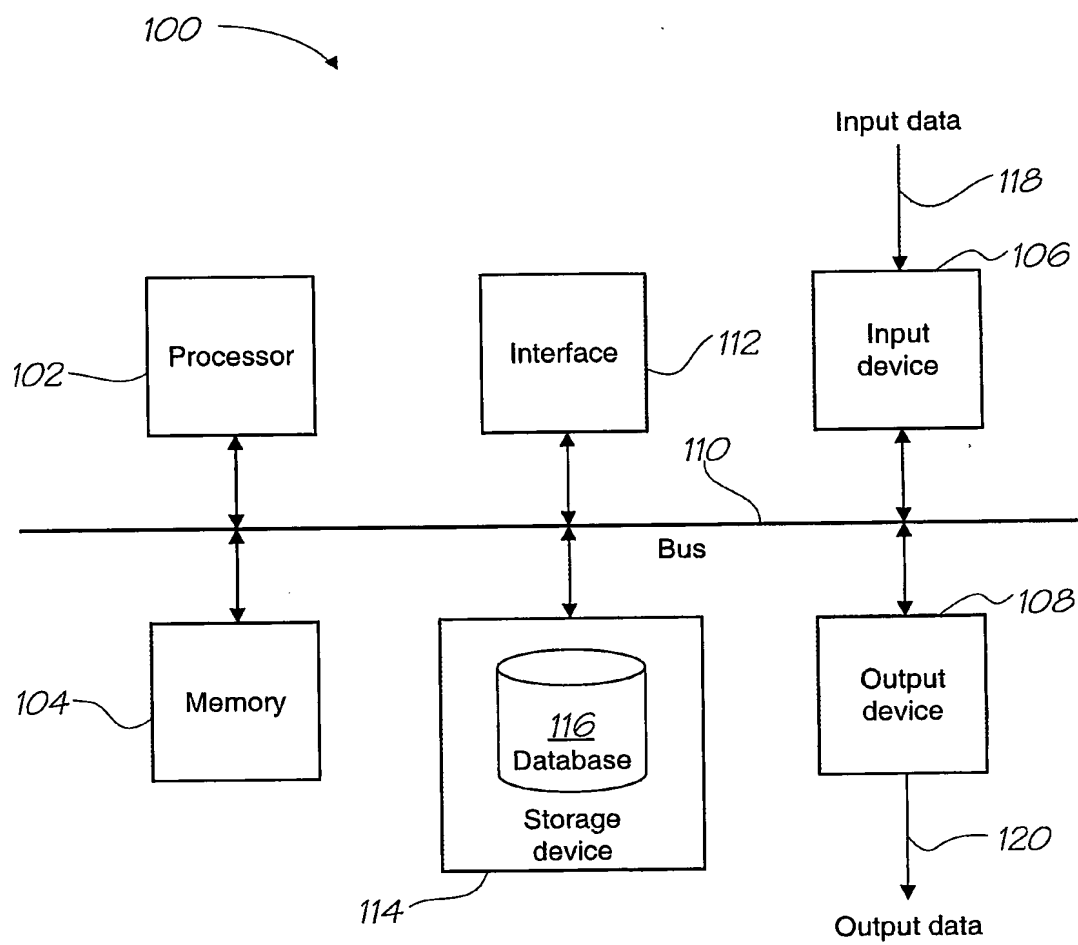 100
Input data
118
106
Processor
102
Interface
112
Input
device
110
Bus
108
Memory
104
116
Database
Storage
device
114
Output
device
120
Output data